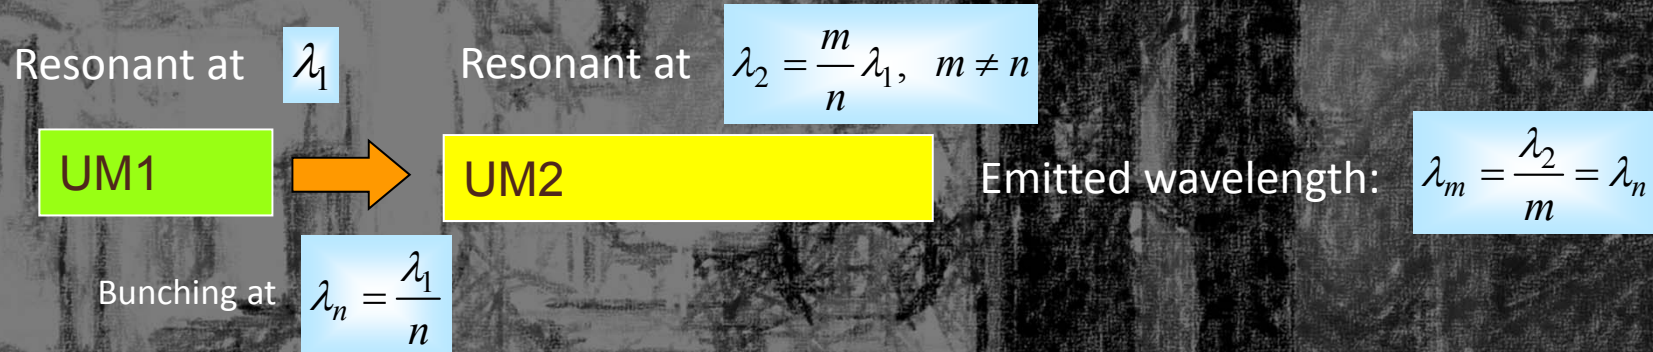 Resonant at λ₁
Resonant at λ₂ = m/n λ₁, m ≠ n
UM1
UM2
Emitted wavelength: λₘ = λ₂/m = λₙ
Bunching at λₙ = λ₁/n